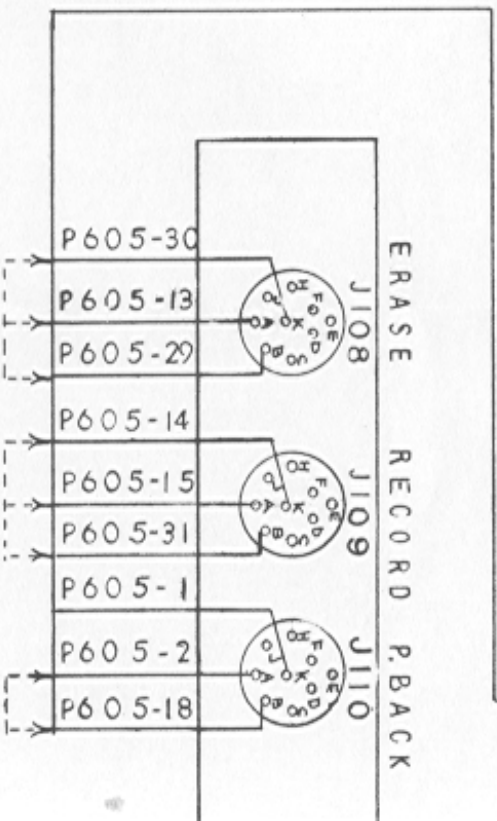 P605-30
P605-13
P605-29
P605-14
P605-15
P605-31
P605-1
P605-2
P605-18
ERASE
J108
H
F
J
E
A
K
D
B
C
RECORD
J109
H
F
J
E
A
K
D
B
C
P.BACK
J110
H
F
J
E
A
K
D
B
C